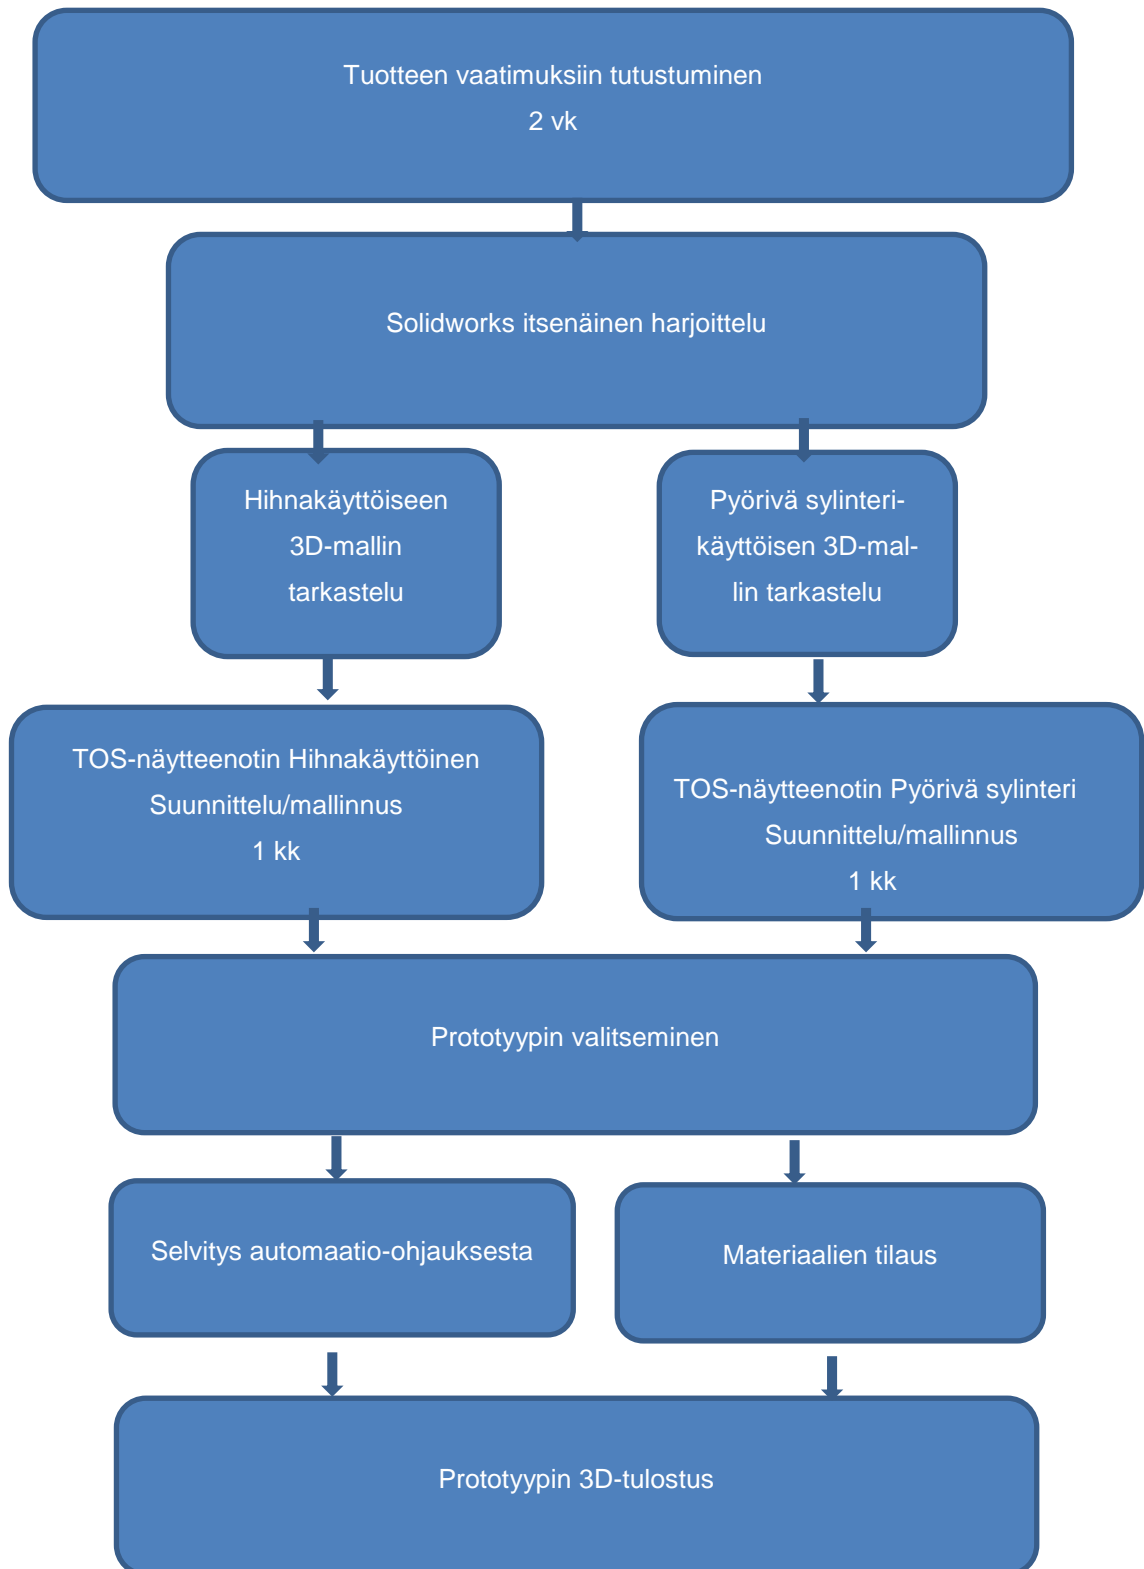 Tuotteen vaatimuksiin tutustuminen
2 vk
Solidworks itsenäinen harjoittelu
Hihnakäyttöiseen
3D-mallin
tarkastelu
Pyörivä sylinteri-
käyttöisen 3D-mal-
lin tarkastelu
TOS-näytteenotin Hihnakäyttöinen
Suunnittelu/mallinnus
1 kk
TOS-näytteenotin Pyörivä sylinteri
Suunnittelu/mallinnus
1 kk
Prototyypin valitseminen
Selvitys automaatio-ohjauksesta
Materiaalien tilaus
Prototyypin 3D-tulostus